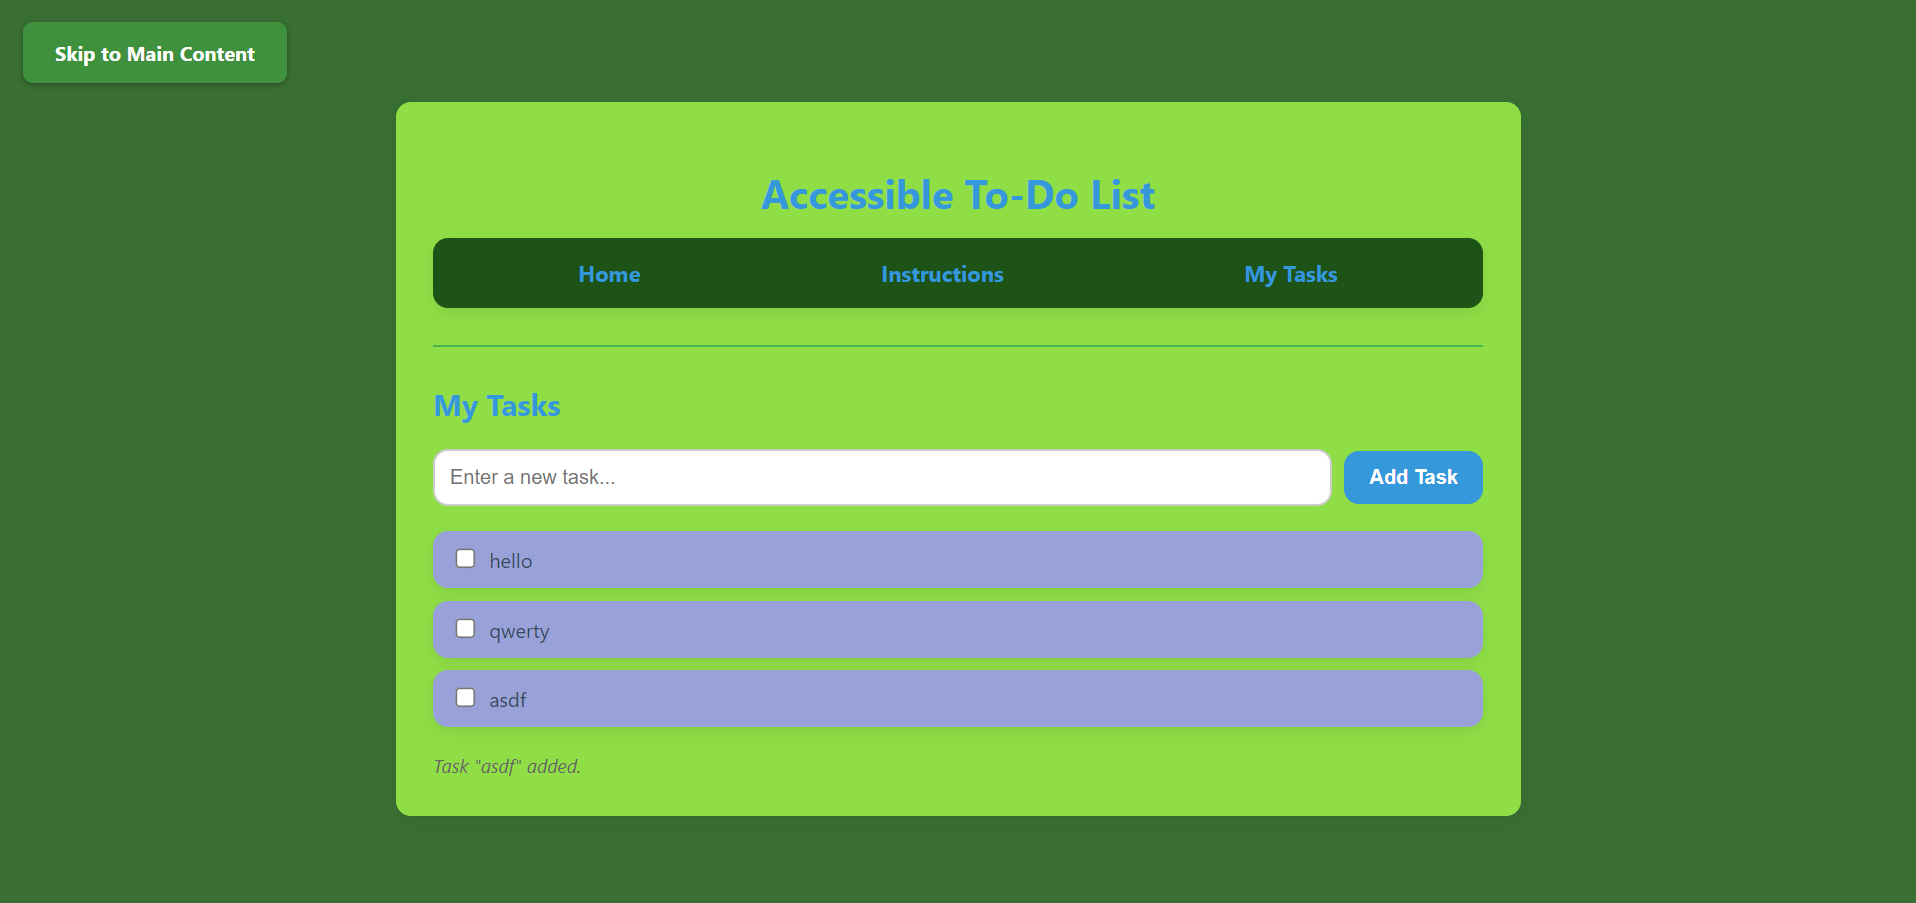 Skip to Main Content
Accessible To-Do List
Home Instructions My Tasks
My Tasks
Enter a new task... Add Task
hello
qwerty
asdf
Task "asdf" added.